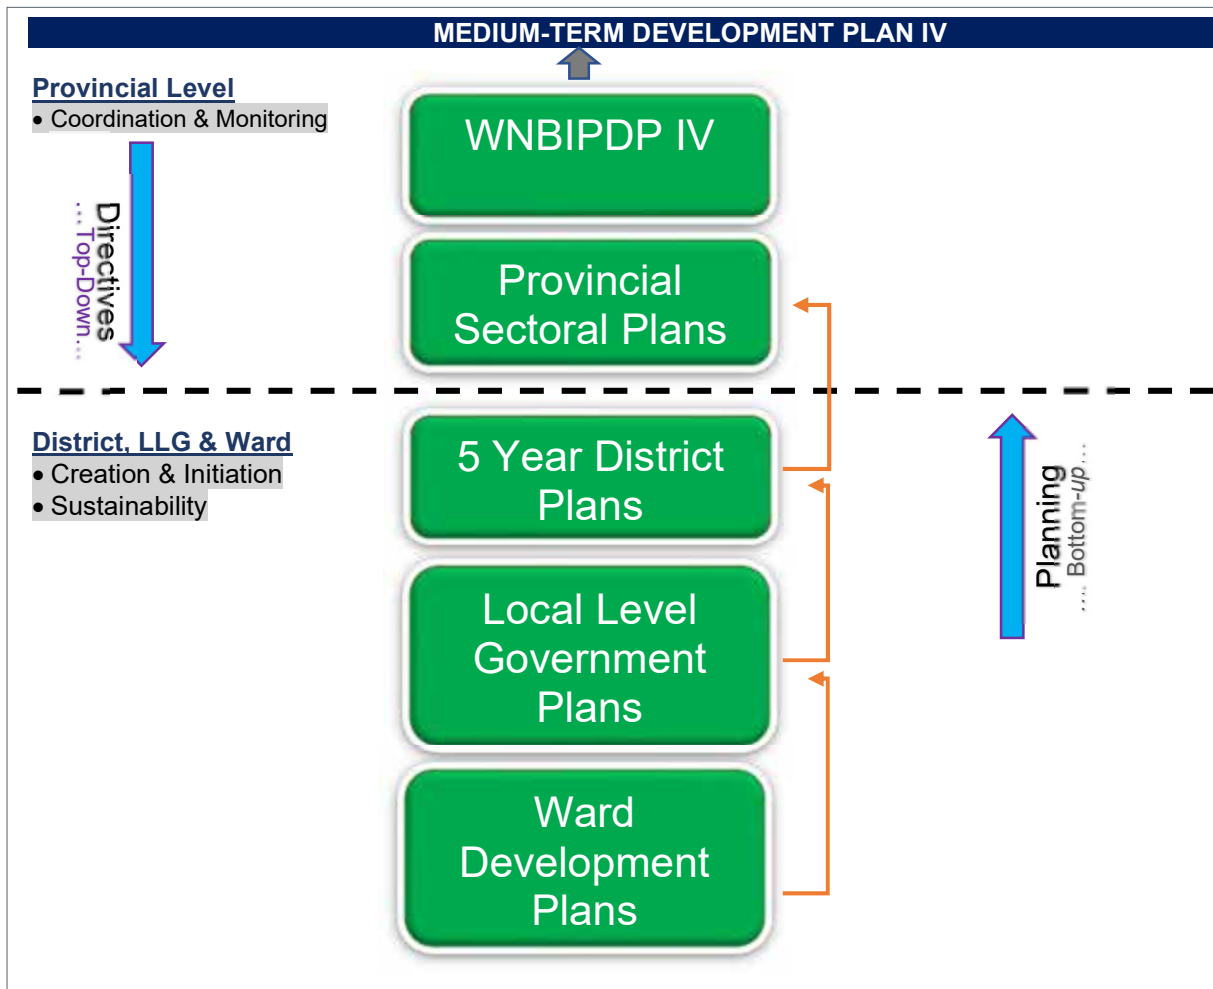 MEDIUM-TERM DEVELOPMENT PLAN IV
Provincial Level
• Coordination & Monitoring
Directives
…Top-Down…
WNBIPDP IV
Provincial
Sectoral Plans
District, LLG & Ward
• Creation & Initiation
• Sustainability
5 Year District
Plans
Local Level
Government
Plans
Ward
Development
Plans
Planning
…. Bottom-up…